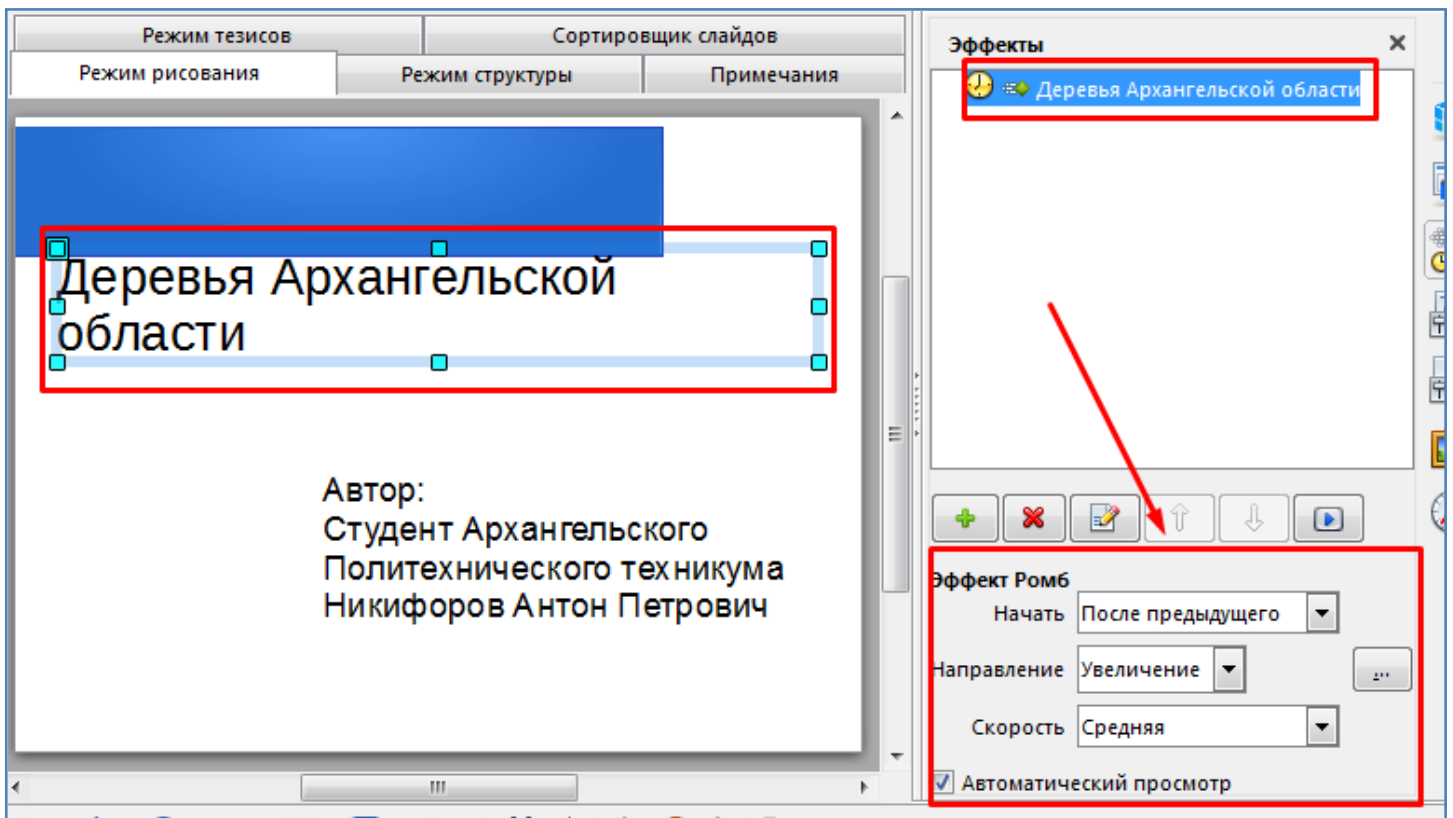 Режим тезисов
Сортировщик слайдов
Режим рисования
Режим структуры
Примечания
Деревья Архангельской
области
Автор:
Студент Архангельского
Политехнического техникума
Никифоров Антон Петрович
Эффекты
Деревья Архангельской области
Эффект Ромб
Начать После предыдущего
Направление Увеличение ...
Скорость Средняя
Автоматический просмотр